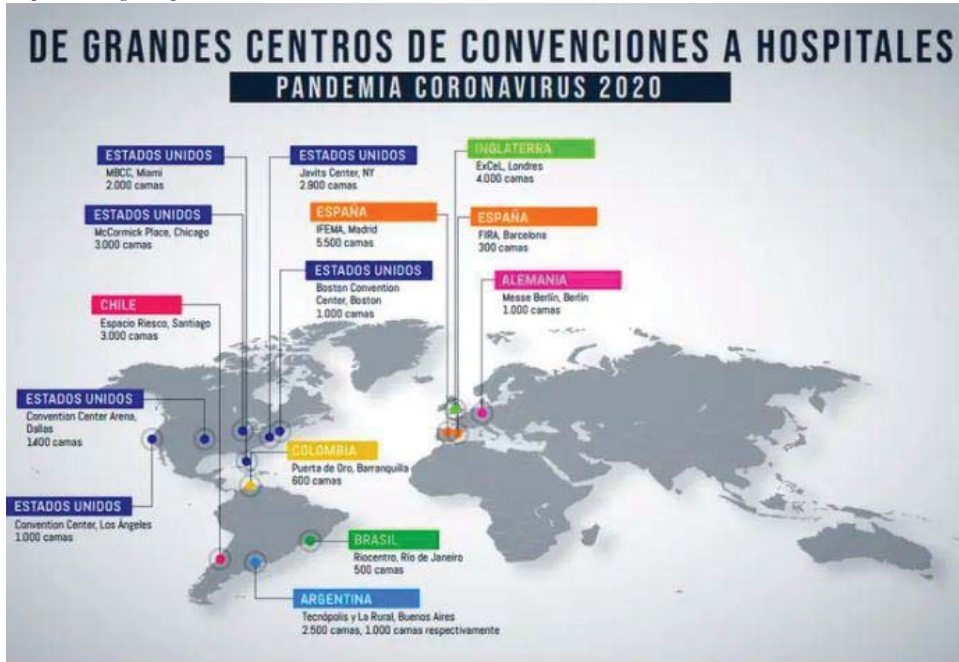 DE GRANDES CENTROS DE CONVENCIONES A HOSPITALES
PANDEMIA CORONAVIRUS 2020
ESTADOS UNIDOS
MBCC, Miami
2.000 camas
ESTADOS UNIDOS
Javits Center, NY
2.900 camas
INGLATERRA
ExCeL, Londres
4.000 camas
ESTADOS UNIDOS
McCormick Place, Chicago
3.000 camas
ESPAÑA
IFEMA, Madrid
5.500 camas
ESPAÑA
FIRA, Barcelona
300 camas
ESTADOS UNIDOS
Boston Convention
Center, Boston
1.000 camas
ALEMANIA
Messe Berlín, Berlín
1.000 camas
CHILE
Espacio Riesco, Santiago
3.000 camas
ESTADOS UNIDOS
Convention Center Arena,
Dallas
1.400 camas
COLOMBIA
Puerta de Oro, Barranquilla
600 camas
ESTADOS UNIDOS
Convention Center, Los Ángeles
1.000 camas
BRASIL
Riocentro, Río de Janeiro
500 camas
ARGENTINA
Tecnópolis y La Rural, Buenos Aires
2.500 camas, 1.000 camas respectivamente